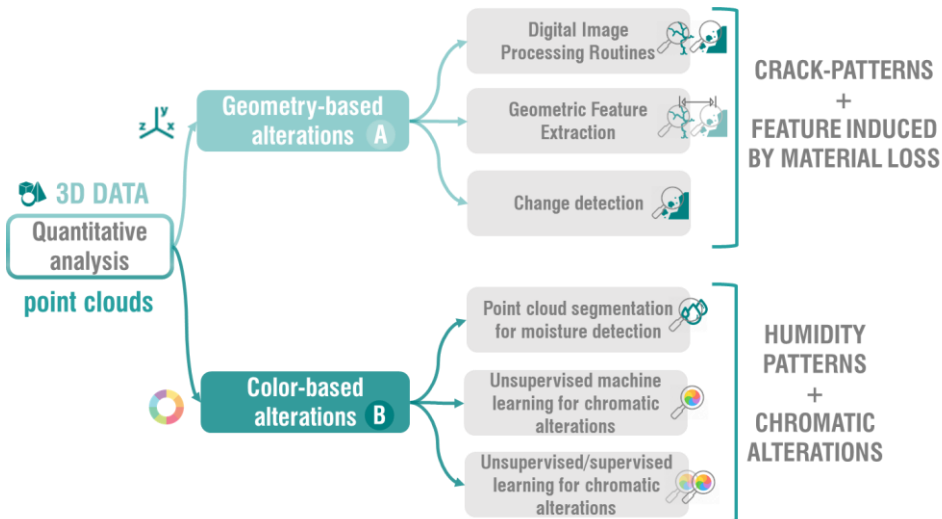 3D DATA
Quantitative
analysis
point clouds
y
z
x
Geometry-based
alterations A
Digital Image
Processing Routines
Geometric Feature
Extraction
Change detection
CRACK-PATTERNS
+
FEATURE INDUCED
BY MATERIAL LOSS
Color-based
alterations B
Point cloud segmentation
for moisture detection
Unsupervised machine
learning for chromatic
alterations
Unsupervised/supervised
learning for chromatic
alterations
HUMIDITY
PATTERNS
+
CHROMATIC
ALTERATIONS